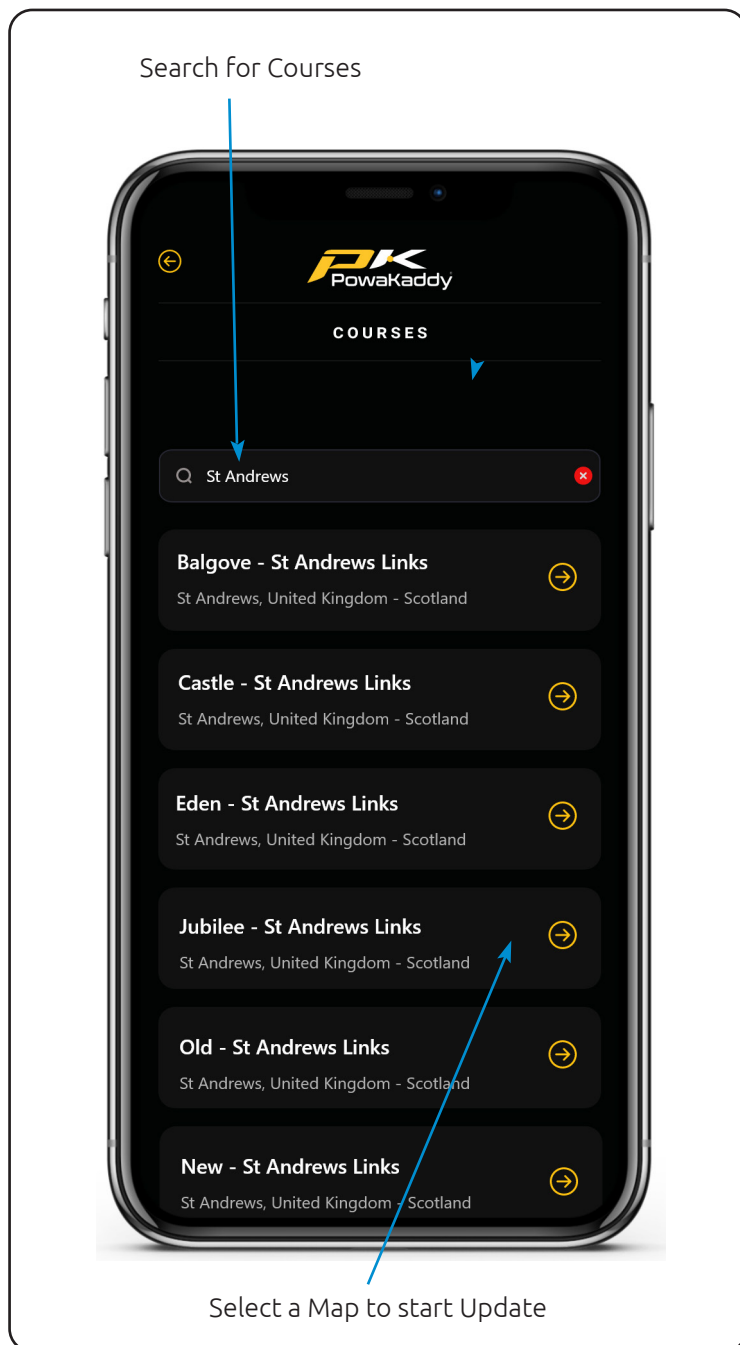 Search for Courses
PK
PowaKaddy
COURSES
St Andrews
Balgove - St Andrews Links
St Andrews, United Kingdom - Scotland
Castle - St Andrews Links
St Andrews, United Kingdom - Scotland
Eden - St Andrews Links
St Andrews, United Kingdom - Scotland
Jubilee - St Andrews Links
St Andrews, United Kingdom - Scotland
Old - St Andrews Links
St Andrews, United Kingdom - Scotland
New - St Andrews Links
St Andrews, United Kingdom - Scotland
Select a Map to start Update